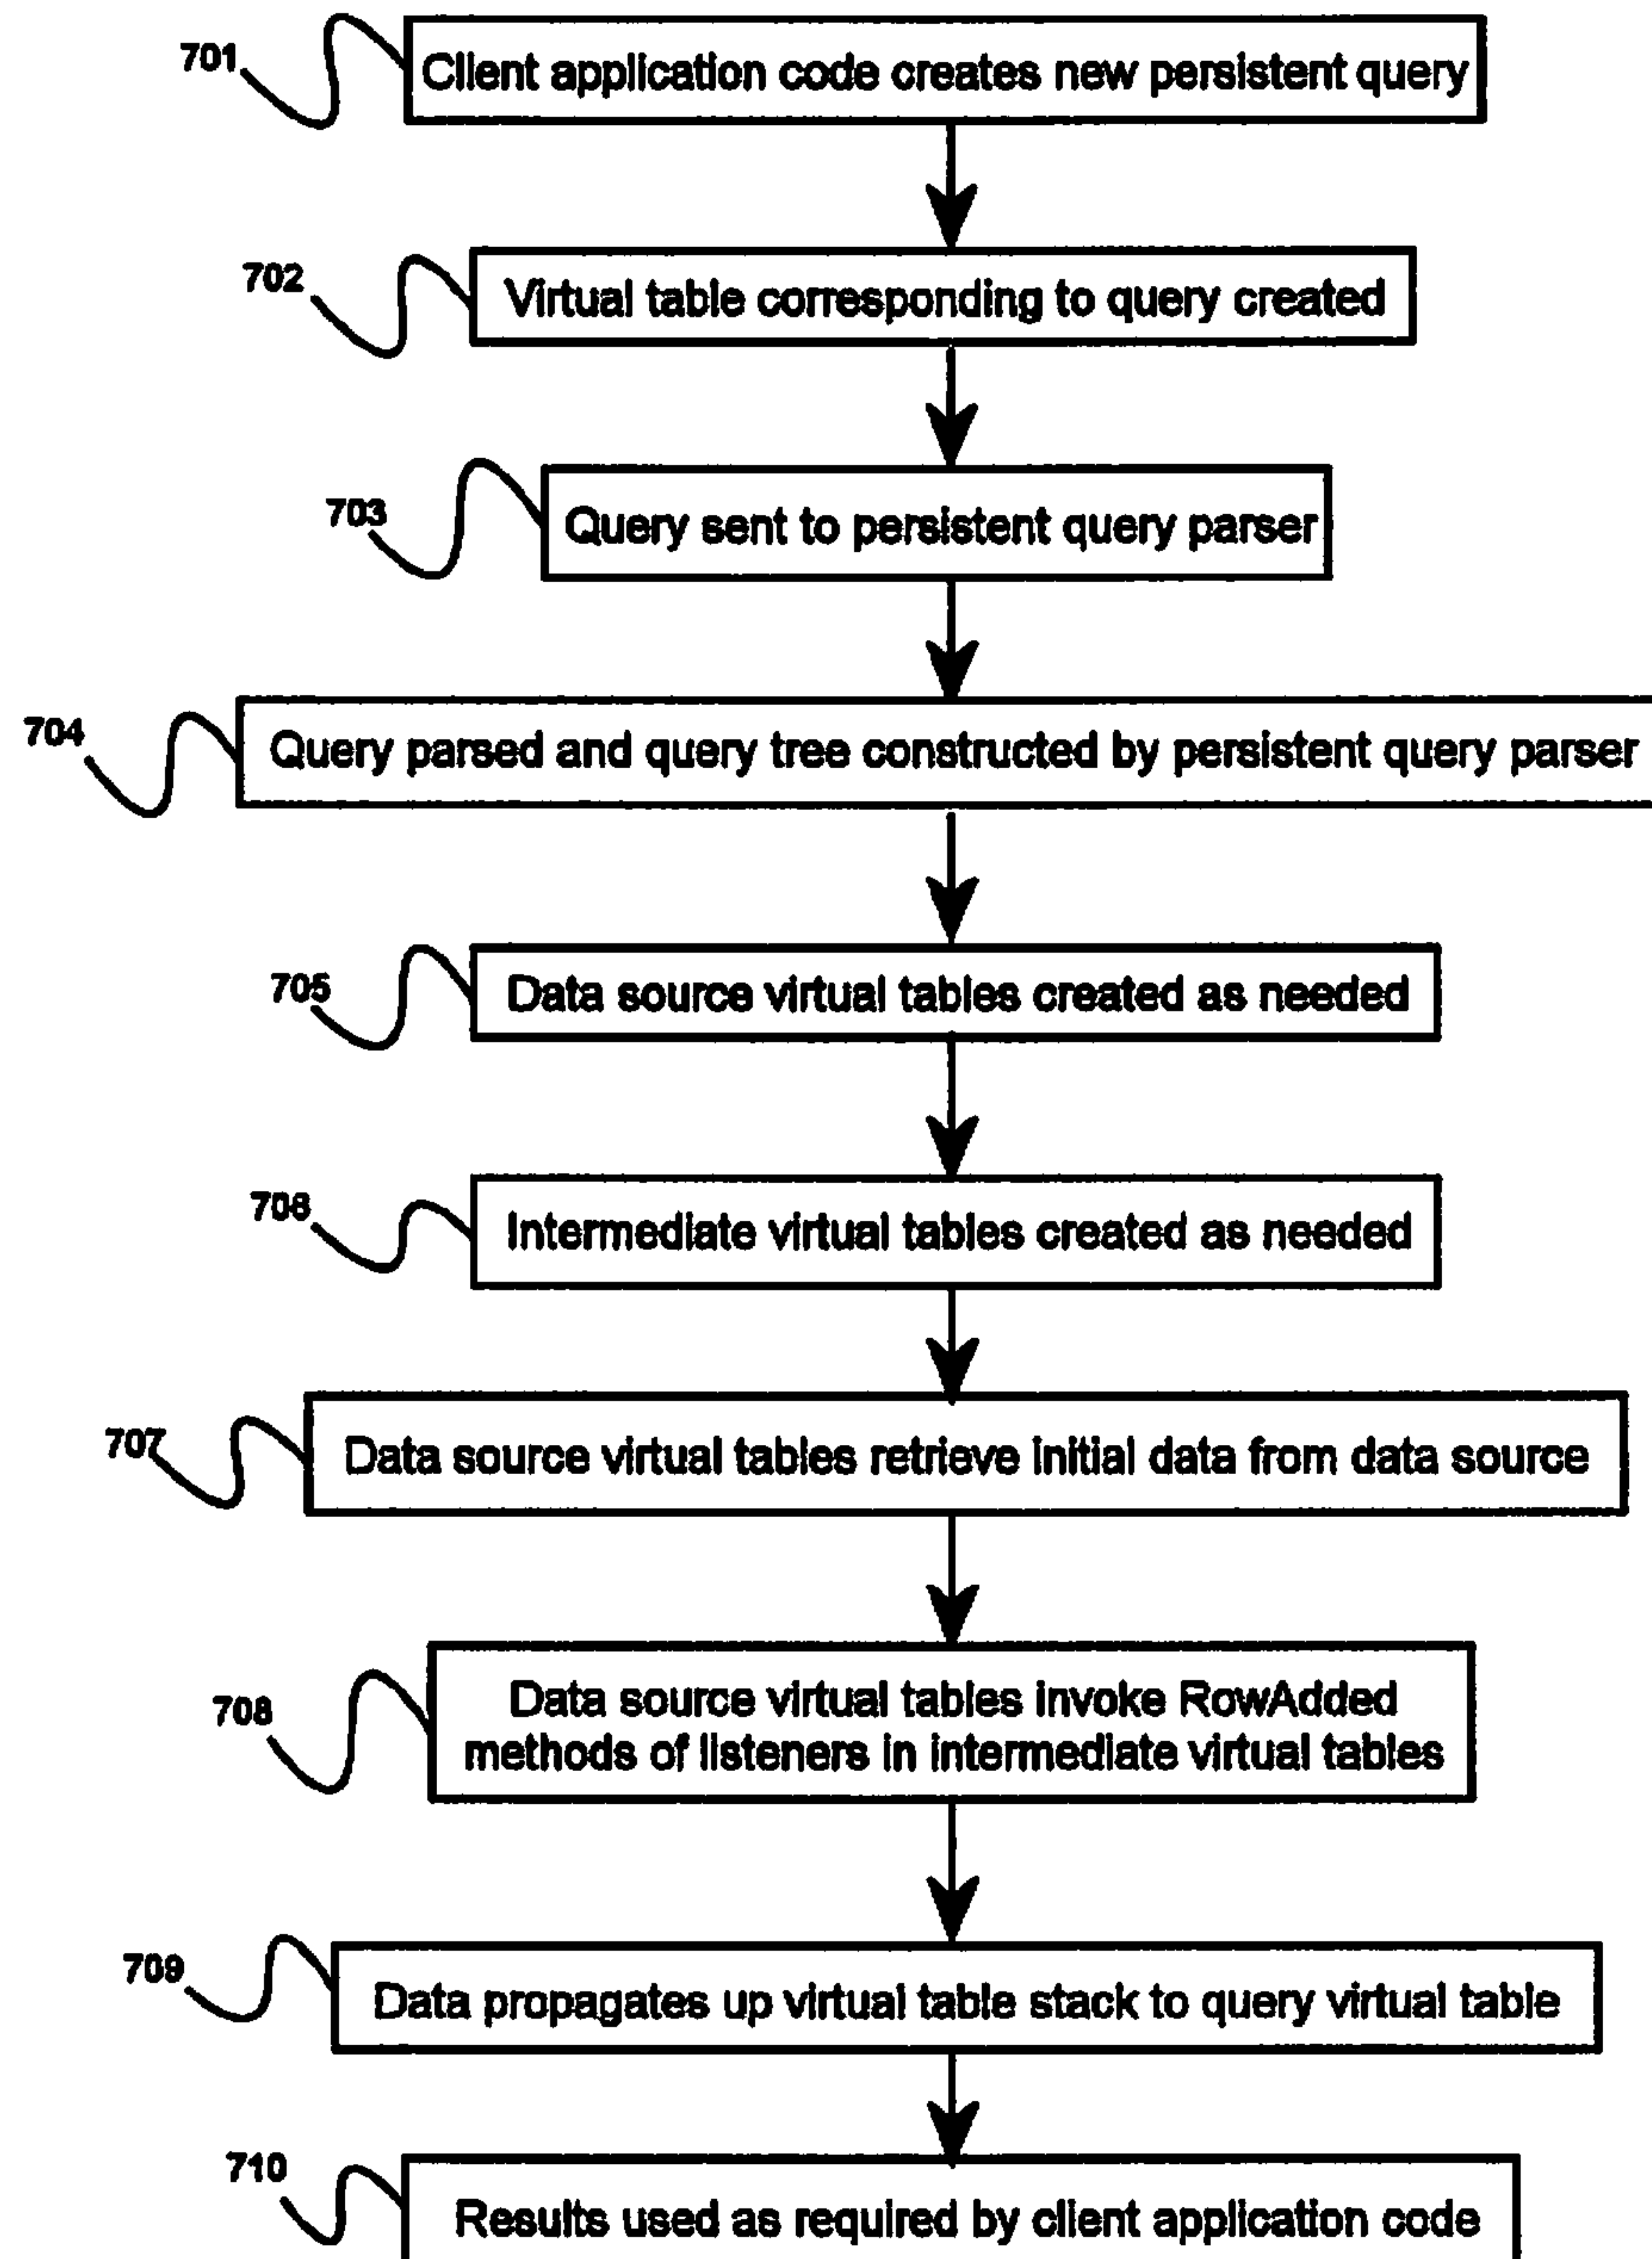 701
Client application code creates new persistent query
702
Virtual table corresponding to query created
703
Query sent to persistent query parser
704
Query parsed and query tree constructed by persistent query parser
705
Data source virtual tables created as needed
706
Intermediate virtual tables created as needed
707
Data source virtual tables retrieve initial data from data source
708
Data source virtual tables invoke RowAdded
methods of listeners in intermediate virtual tables
709
Data propagates up virtual table stack to query virtual table
710
Results used as required by client application code